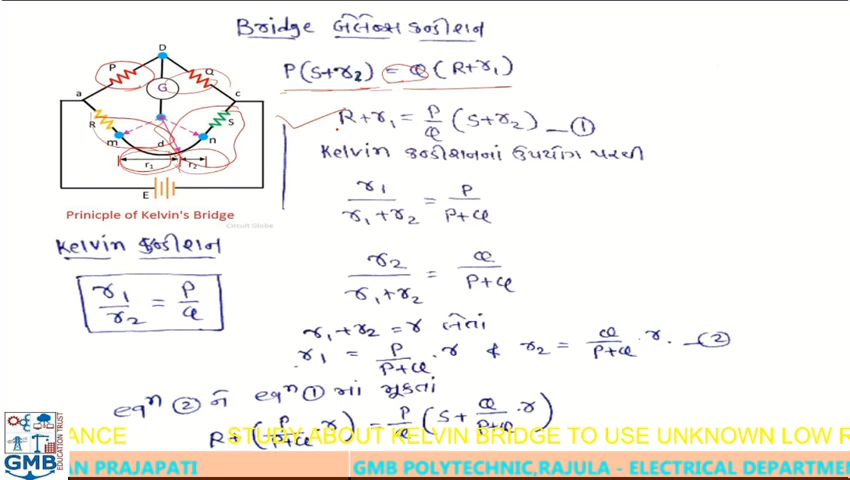 Bridge બેલેન્સ કન્ડીશન
P(S+r₂) = Q(R+r₁)
R+r₁ = P/Q (S+r₂) —①
Kelvin કન્ડીશનનાં ઉપયોગ પરથી
r₁/(r₁+r₂) = P/(P+Q)
r₂/(r₁+r₂) = Q/(P+Q)
r₁+r₂ = r લેતાં
r₁ = P/(P+Q) · r & r₂ = Q/(P+Q) · r. —②
eqⁿ ② ને eqⁿ ① માં મૂકતાં
R+(P/(P+Q) · r) = P/Q (S + Q/(P+Q) · r)
D
P
Q
G
a
c
R
S
m
d
n
r₁
r₂
E
Prinicple of Kelvin's Bridge
Circuit Globe
Kelvin કન્ડીશન
r₁/r₂ = P/Q
GMB
EDUCATION TRUST
ANCE STUDY ABOUT KELVIN BRIDGE TO USE UNKNOWN LOW R
AN PRAJAPATI GMB POLYTECHNIC,RAJULA - ELECTRICAL DEPARTME